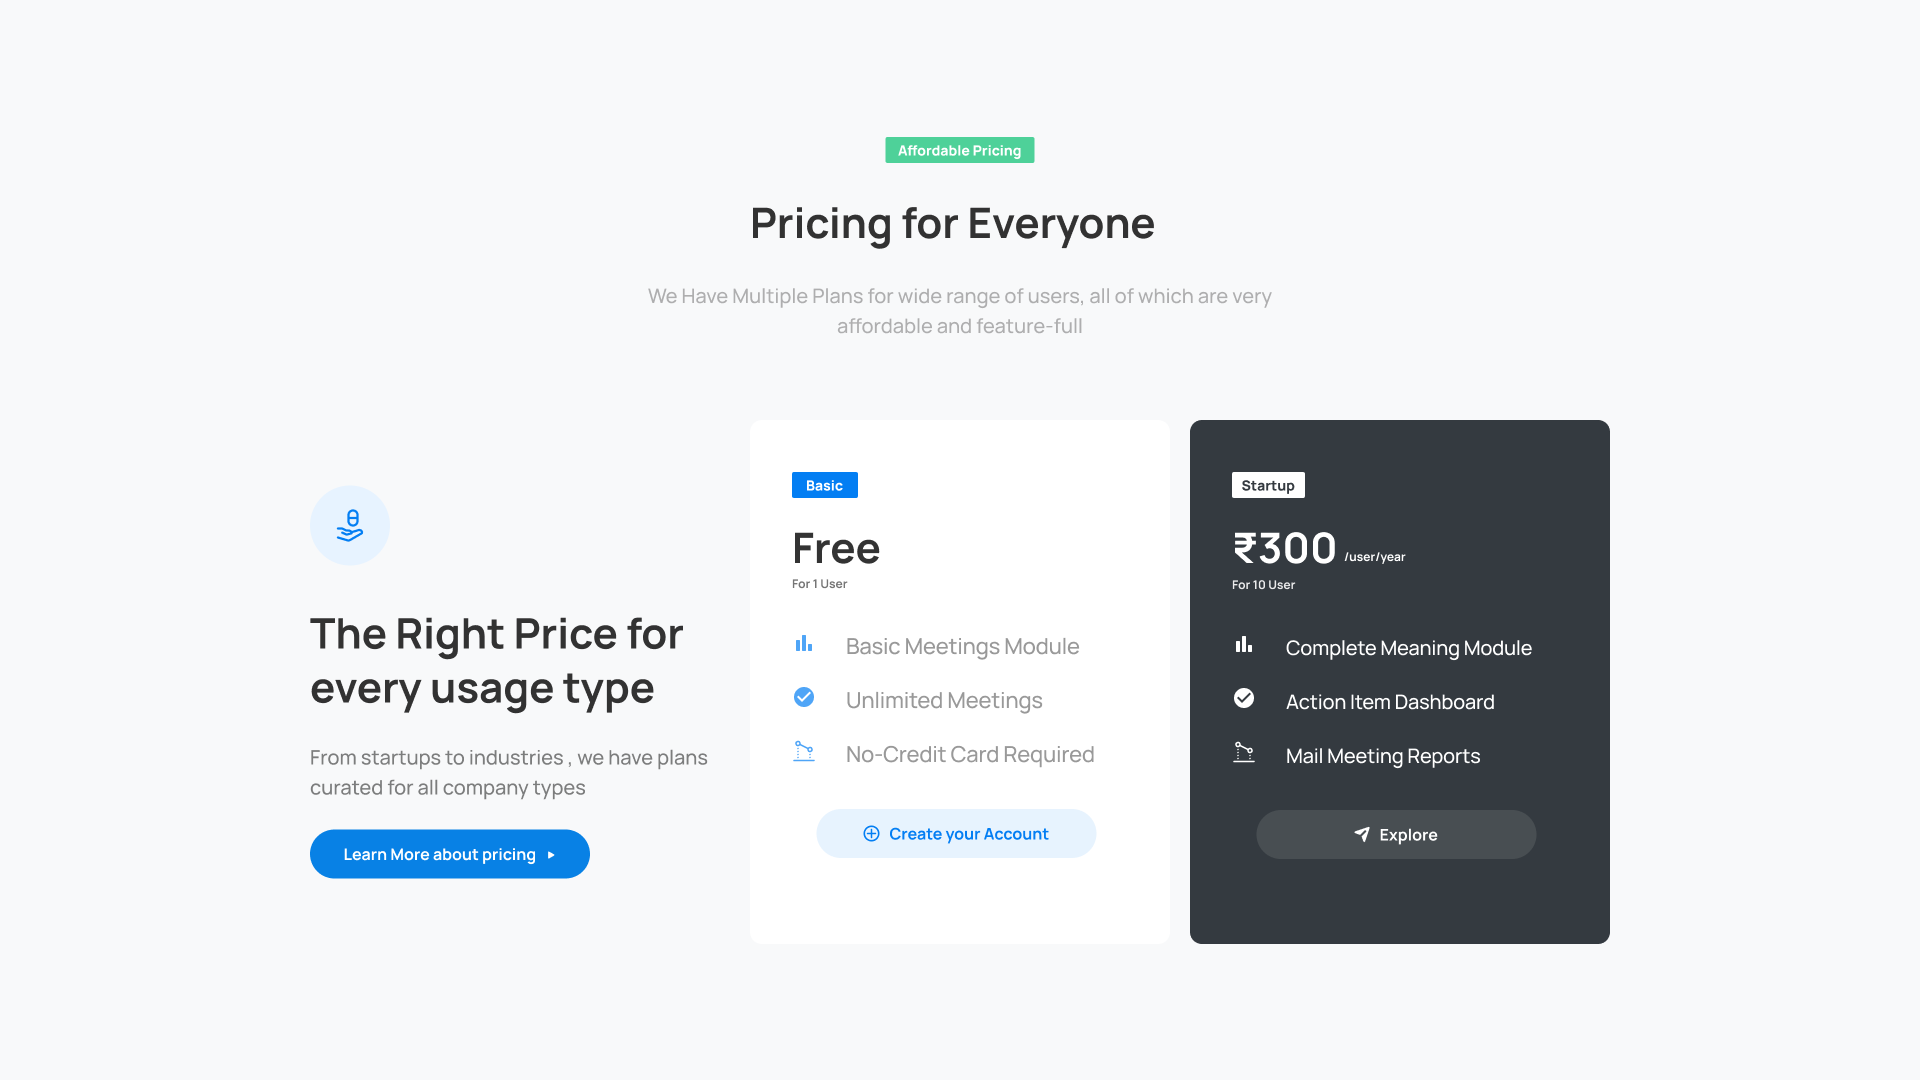 Affordable Pricing
Pricing for Everyone
We Have Multiple Plans for wide range of users, all of which are very
affordable and feature-full
The Right Price for
every usage type
From startups to industries , we have plans
curated for all company types
Learn More about pricing
Basic
Free
For 1 User
Basic Meetings Module
Unlimited Meetings
No-Credit Card Required
Create your Account
Startup
₹300 /user/year
For 10 User
Complete Meaning Module
Action Item Dashboard
Mail Meeting Reports
Explore